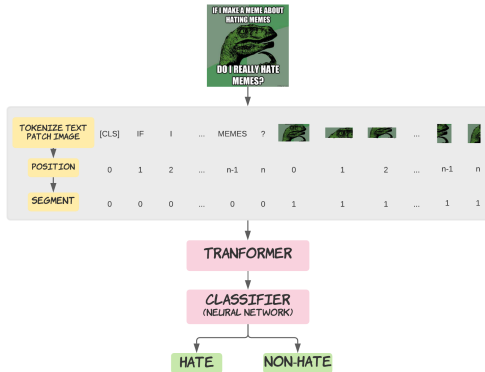 IF I MAKE A MEME ABOUT
HATING MEMES
DO I REALLY HATE
MEMES?
TOKENIZE TEXT
PATCH IMAGE
[CLS] IF I ... MEMES ? ...
POSITION
0 1 2 ... n-1 n 0 1 2 ... n-1 n
SEGMENT
0 0 0 ... 0 0 1 1 1 ... 1 1
TRANFORMER
CLASSIFIER
(NEURAL NETWORK)
HATE
NON-HATE